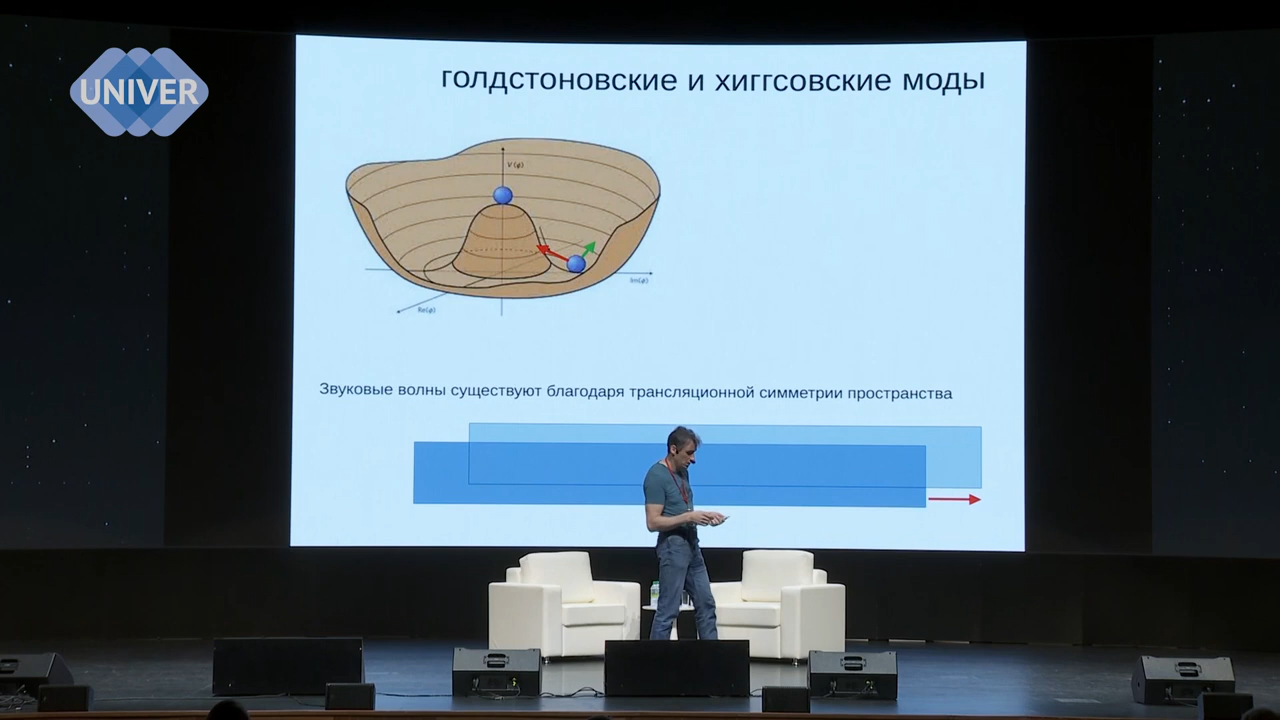 UNIVER
голдстоновские и хиггсовские моды
V(φ)
Im(φ)
Re(φ)
Звуковые волны существуют благодаря трансляционной симметрии пространства